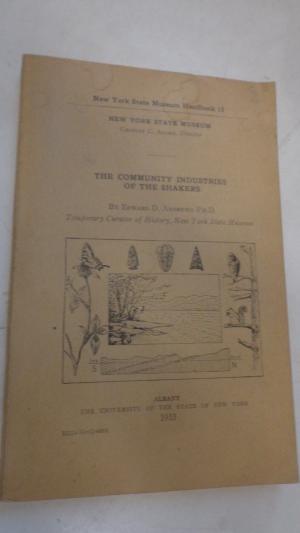 New York State Museum Handbook 15
NEW YORK STATE MUSEUM
Charles C. Adams, Director
THE COMMUNITY INDUSTRIES
OF THE SHAKERS
By Edward D. Andrews Ph.D.
Temporary Curator of History, New York State Museum
S
N
ALBANY
THE UNIVERSITY OF THE STATE OF NEW YORK
1933